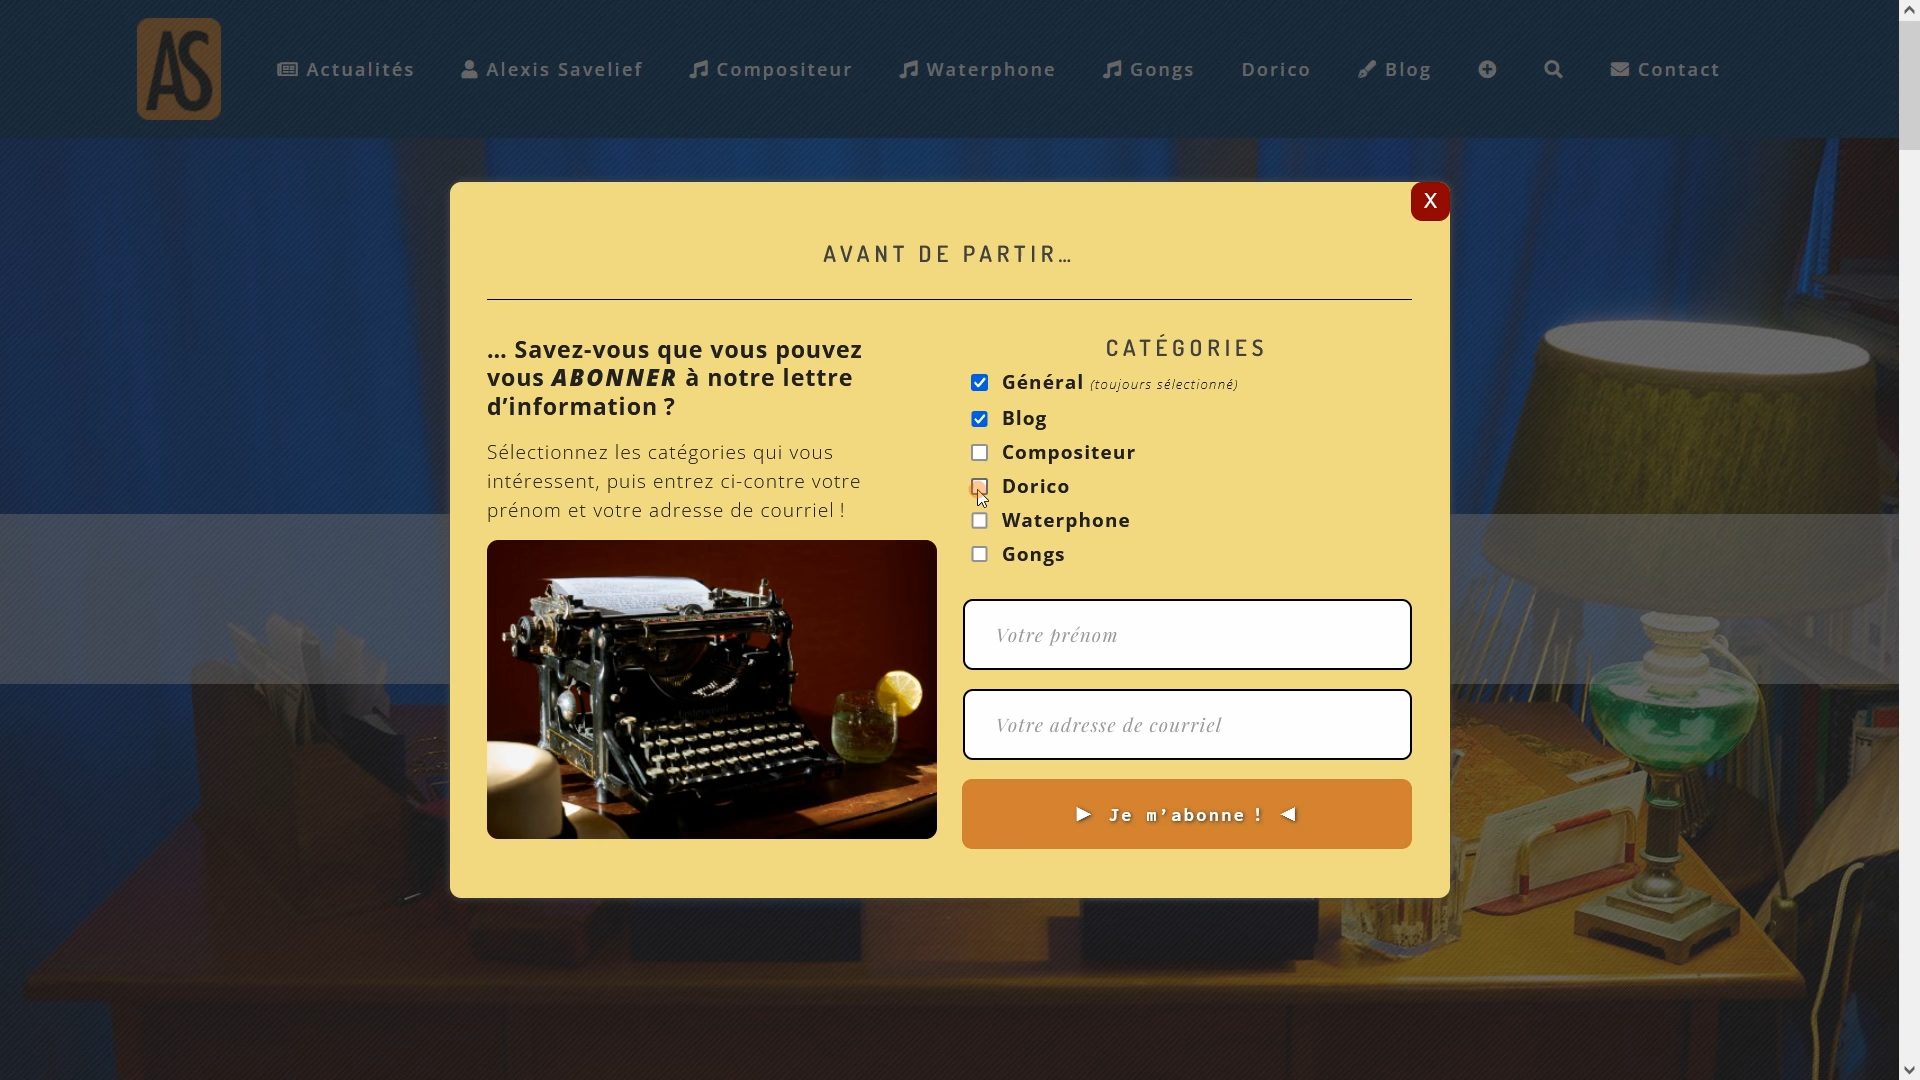 AS
Actualités
Alexis Savelief
Compositeur
Waterphone
Gongs
Dorico
Blog
Contact
X
AVANT DE PARTIR…
… Savez-vous que vous pouvez
vous ABONNER à notre lettre
d’information ?
Sélectionnez les catégories qui vous
intéressent, puis entrez ci-contre votre
prénom et votre adresse de courriel !
CATÉGORIES
Général (toujours sélectionné)
Blog
Compositeur
Dorico
Waterphone
Gongs
Votre prénom
Votre adresse de courriel
► Je m’abonne ! ◄